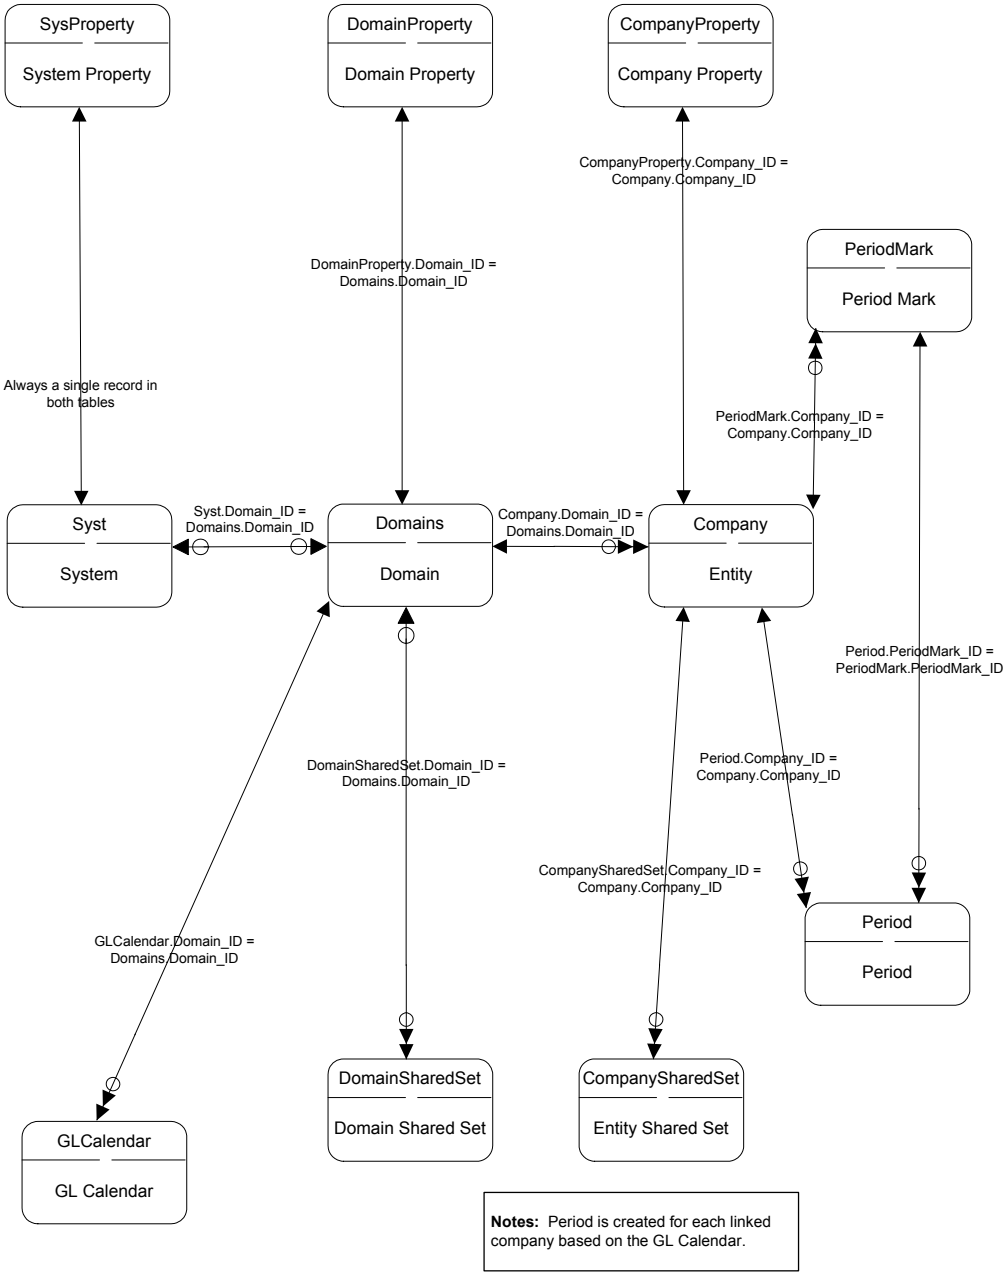 SysProperty
System Property
DomainProperty
Domain Property
CompanyProperty
Company Property
CompanyProperty.Company_ID =
Company.Company_ID
PeriodMark
Period Mark
DomainProperty.Domain_ID =
Domains.Domain_ID
Always a single record in
both tables
PeriodMark.Company_ID =
Company.Company_ID
Syst
System
Syst.Domain_ID =
Domains.Domain_ID
Domains
Domain
Company.Domain_ID =
Domains.Domain_ID
Company
Entity
Period.PeriodMark_ID =
PeriodMark.PeriodMark_ID
DomainSharedSet.Domain_ID =
Domains.Domain_ID
Period.Company_ID =
Company.Company_ID
CompanySharedSet.Company_ID =
Company.Company_ID
GLCalendar.Domain_ID =
Domains.Domain_ID
Period
Period
DomainSharedSet
Domain Shared Set
CompanySharedSet
Entity Shared Set
GLCalendar
GL Calendar
Notes: Period is created for each linked
company based on the GL Calendar.